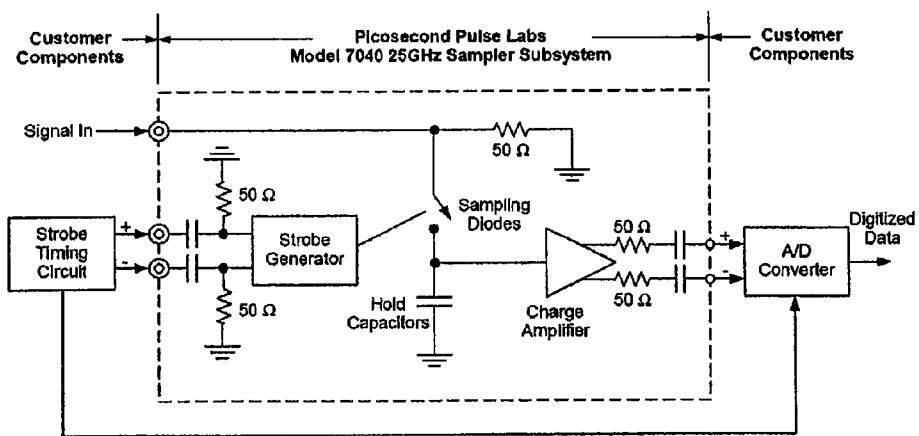 Customer
Components
Picosecond Pulse Labs
Model 7040 25GHz Sampler Subsystem
Customer
Components
Signal In
50 Ω
50 Ω
Sampling
Diodes
Strobe
Timing
Circuit
+
-
Strobe
Generator
50 Ω
Hold
Capacitors
Charge
Amplifier
50 Ω
50 Ω
+
-
A/D
Converter
Digitized
Data